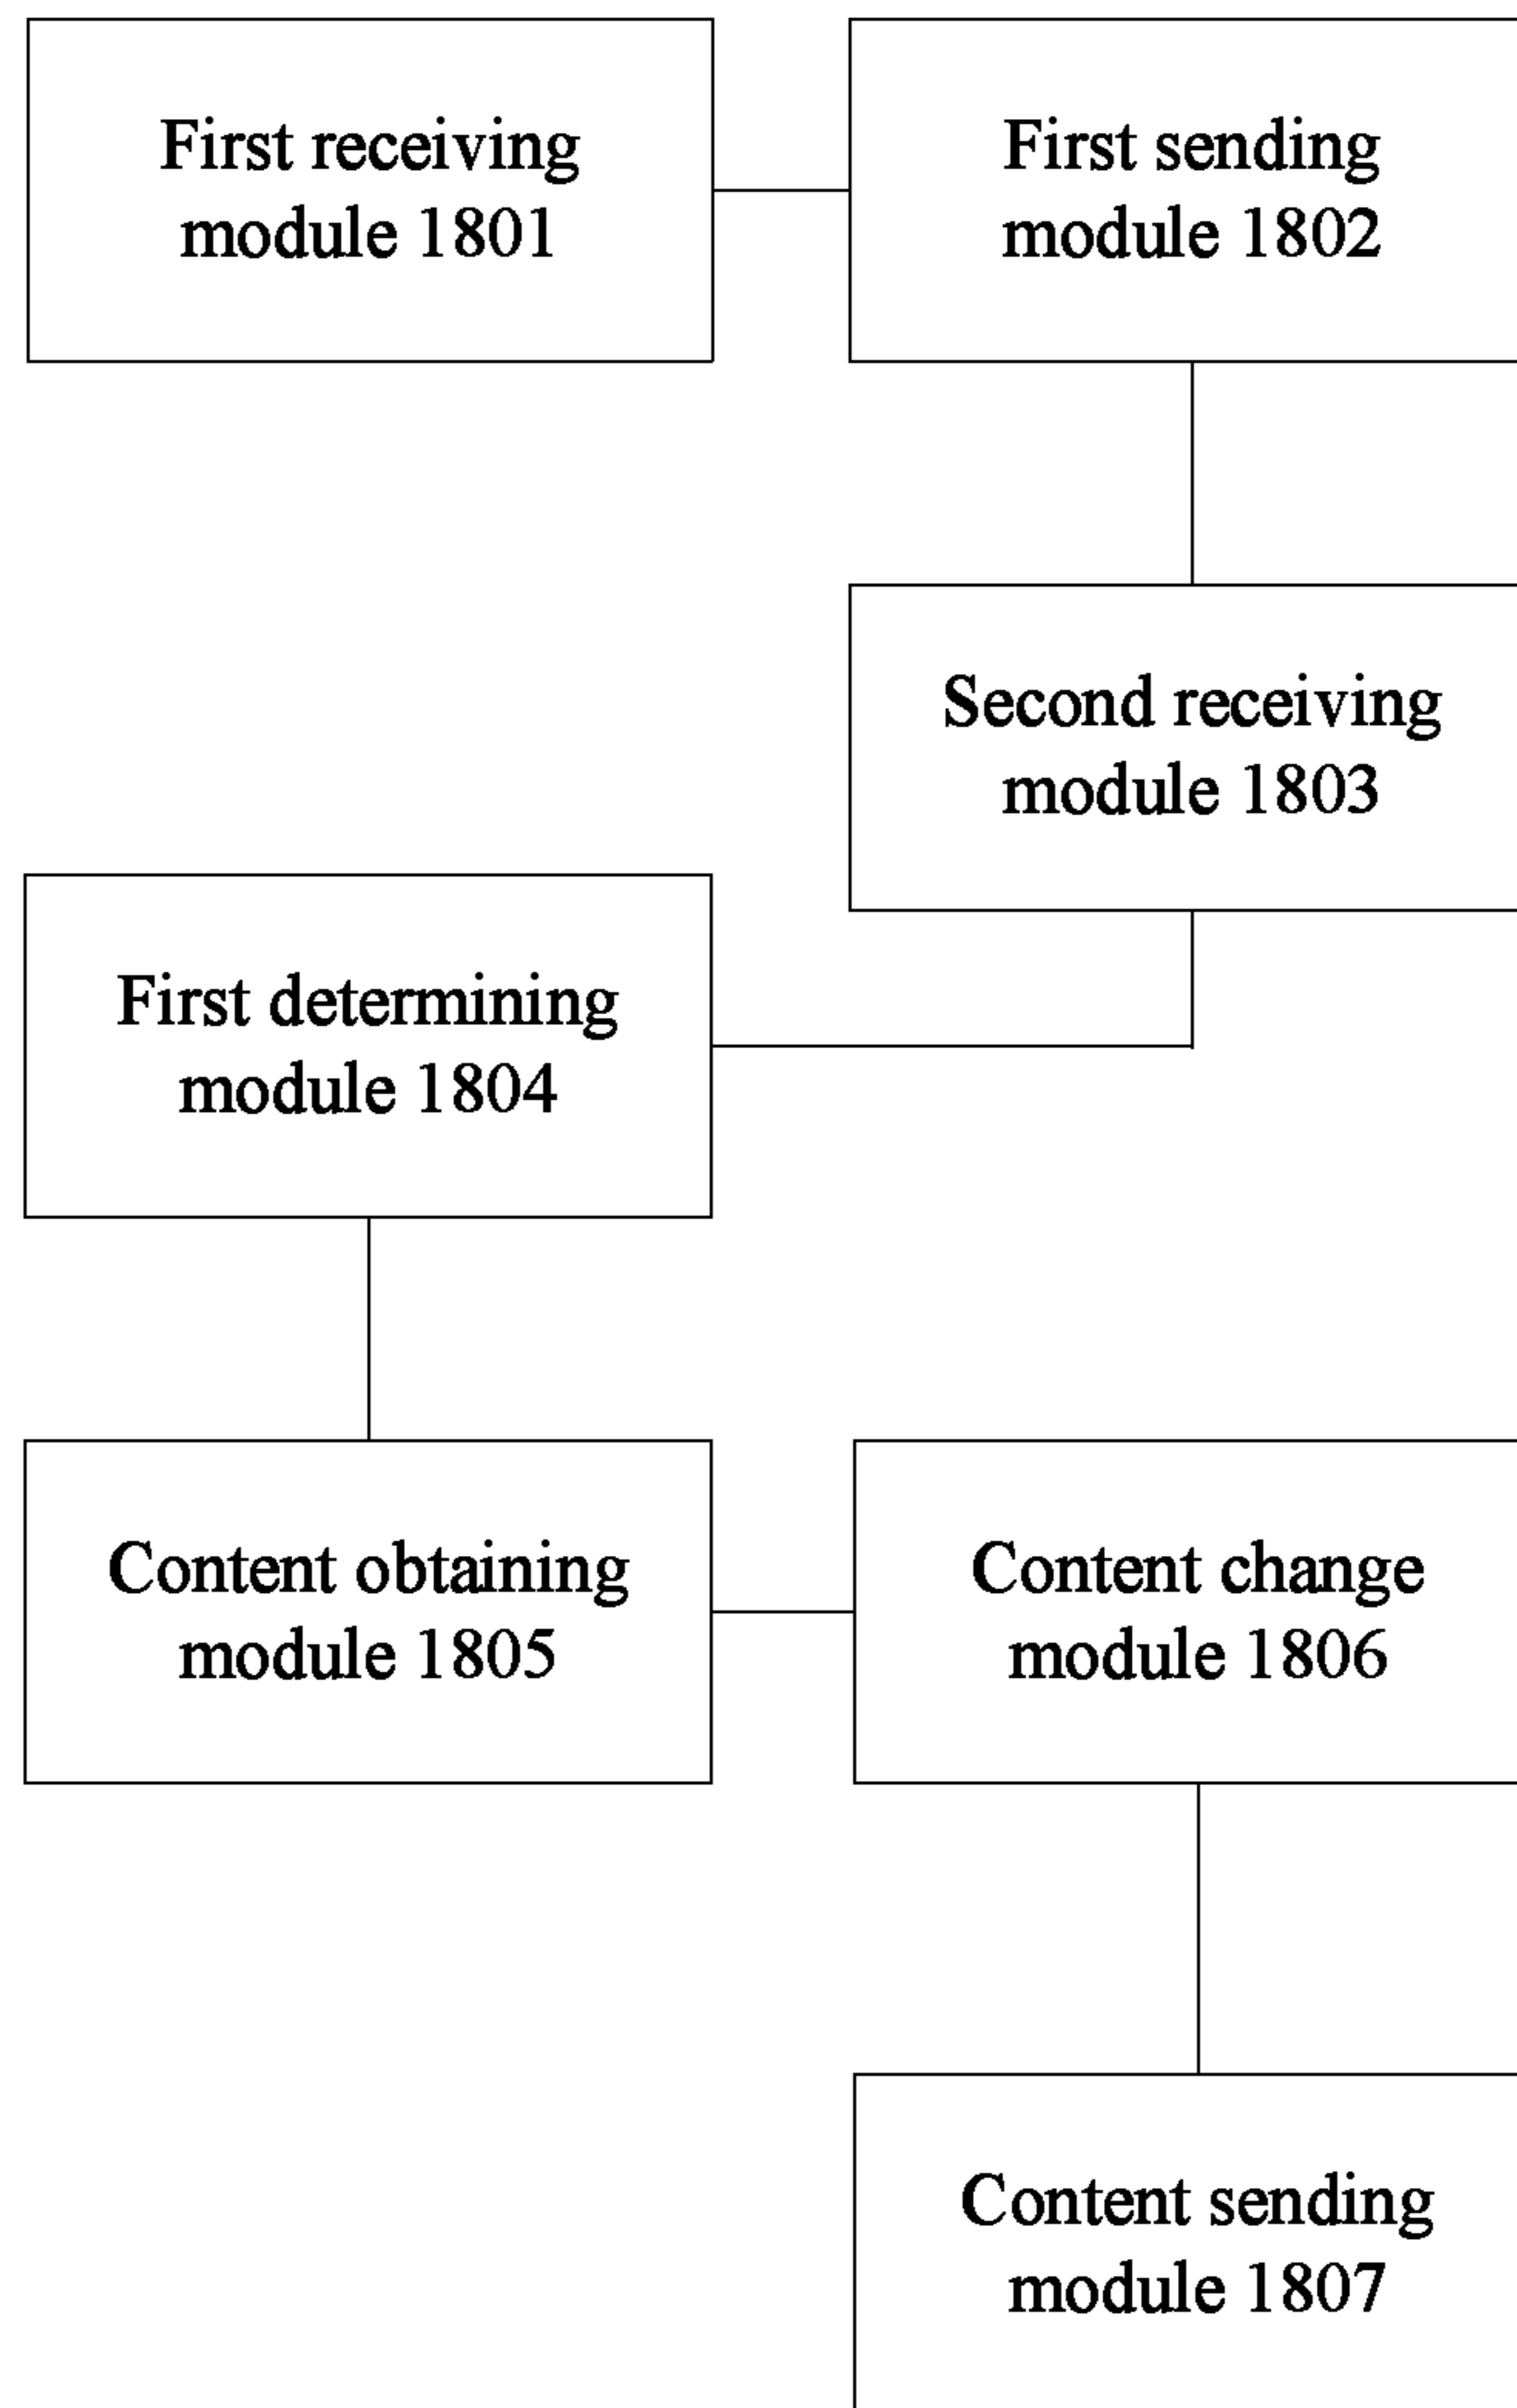 First receiving
module 1801
First sending
module 1802
Second receiving
module 1803
First determining
module 1804
Content obtaining
module 1805
Content change
module 1806
Content sending
module 1807